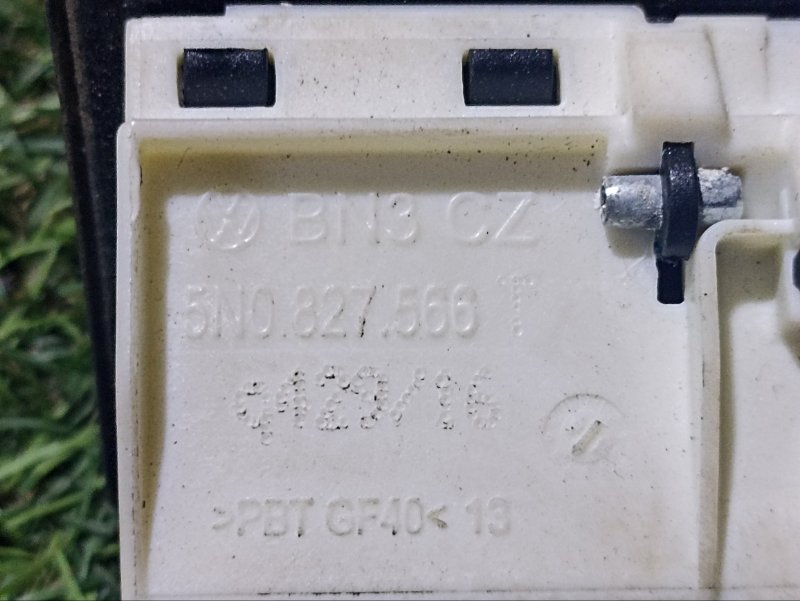 BN3 CZ
5N0.827.566 T
>PBT GF40< 13